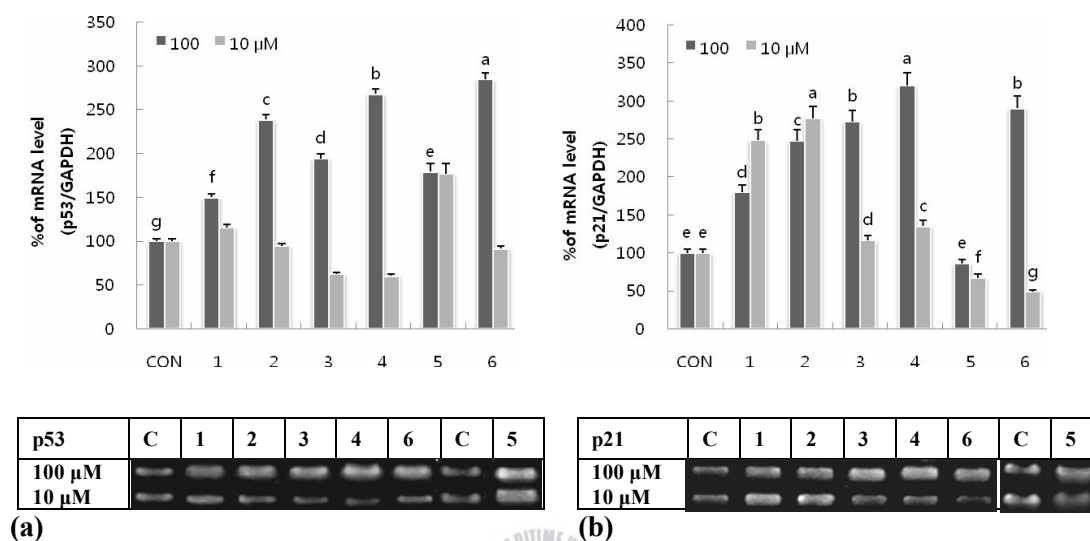 350
300
250
200
150
100
50
0
%of mRNA level
(p53/GAPDH)
100 10 μM
g f c d b e a
CON 1 2 3 4 5 6
400
350
300
250
200
150
100
50
0
%of mRNA level
(p21/GAPDH)
100 10 μM
e e d b c a b d a c e f b g
CON 1 2 3 4 5 6
p53 C 1 2 3 4 6 C 5
100 μM
10 μM
(a)
p21 C 1 2 3 4 6 C 5
100 μM
10 μM
(b)